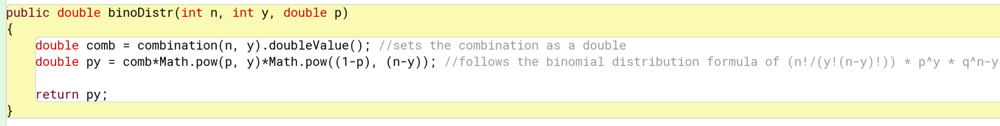 public double binoDistr(int n, int y, double p)
{
double comb = combination(n, y).doubleValue(); //sets the combination as a double
double py = comb*Math.pow(p, y)*Math.pow((1-p), (n-y)); //follows the binomial distribution formula of (n!/(y!(n-y)!)) * p^y * q^n-y
return py;
}